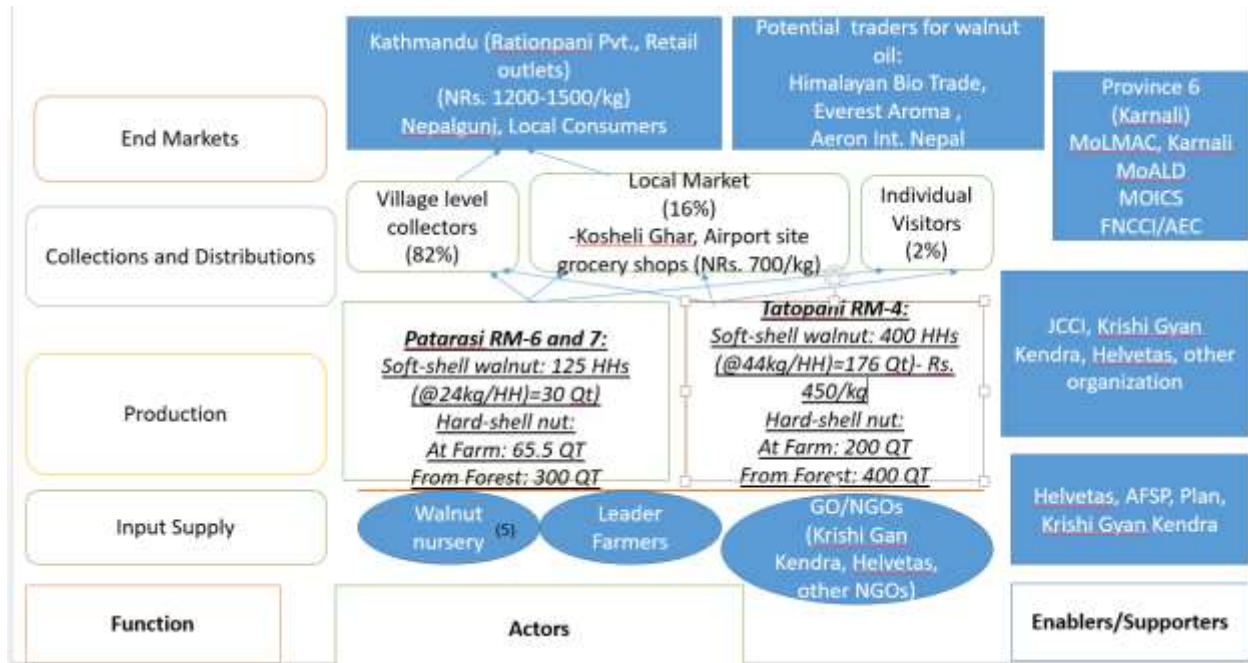 Kathmandu (Rationpani Pvt., Retail
outlets)
(NRs. 1200-1500/kg)
Nepalgunj, Local Consumers
Potential traders for walnut
oil:
Himalayan Bio Trade,
Everest Aroma ,
Aeron Int. Nepal
Province 6
(Karnali)
MoLMAC, Karnali
MoALD
MOICS
FNCCI/AEC
End Markets
Village level
collectors
(82%)
Local Market
(16%)
-Kosheli Ghar, Airport site
grocery shops (NRs. 700/kg)
Individual
Visitors
(2%)
Collections and Distributions
Patarasi RM-6 and 7:
Soft-shell walnut: 125 HHs
(@24kg/HH)=30 Qt)
Hard-shell nut:
At Farm: 65.5 QT
From Forest: 300 QT
Tatopani RM-4:
Soft-shell walnut: 400 HHs
(@44kg/HH)=176 Qt)- Rs.
450/kg
Hard-shell nut:
At Farm: 200 QT
From Forest: 400 QT
JCCI, Krishi Gyan
Kendra, Helvetas, other
organization
Production
Input Supply
Walnut
nursery (5)
Leader
Farmers
GO/NGOs
(Krishi Gan
Kendra, Helvetas,
other NGOs)
Helvetas, AFSP, Plan,
Krishi Gyan Kendra
Function
Actors
Enablers/Supporters